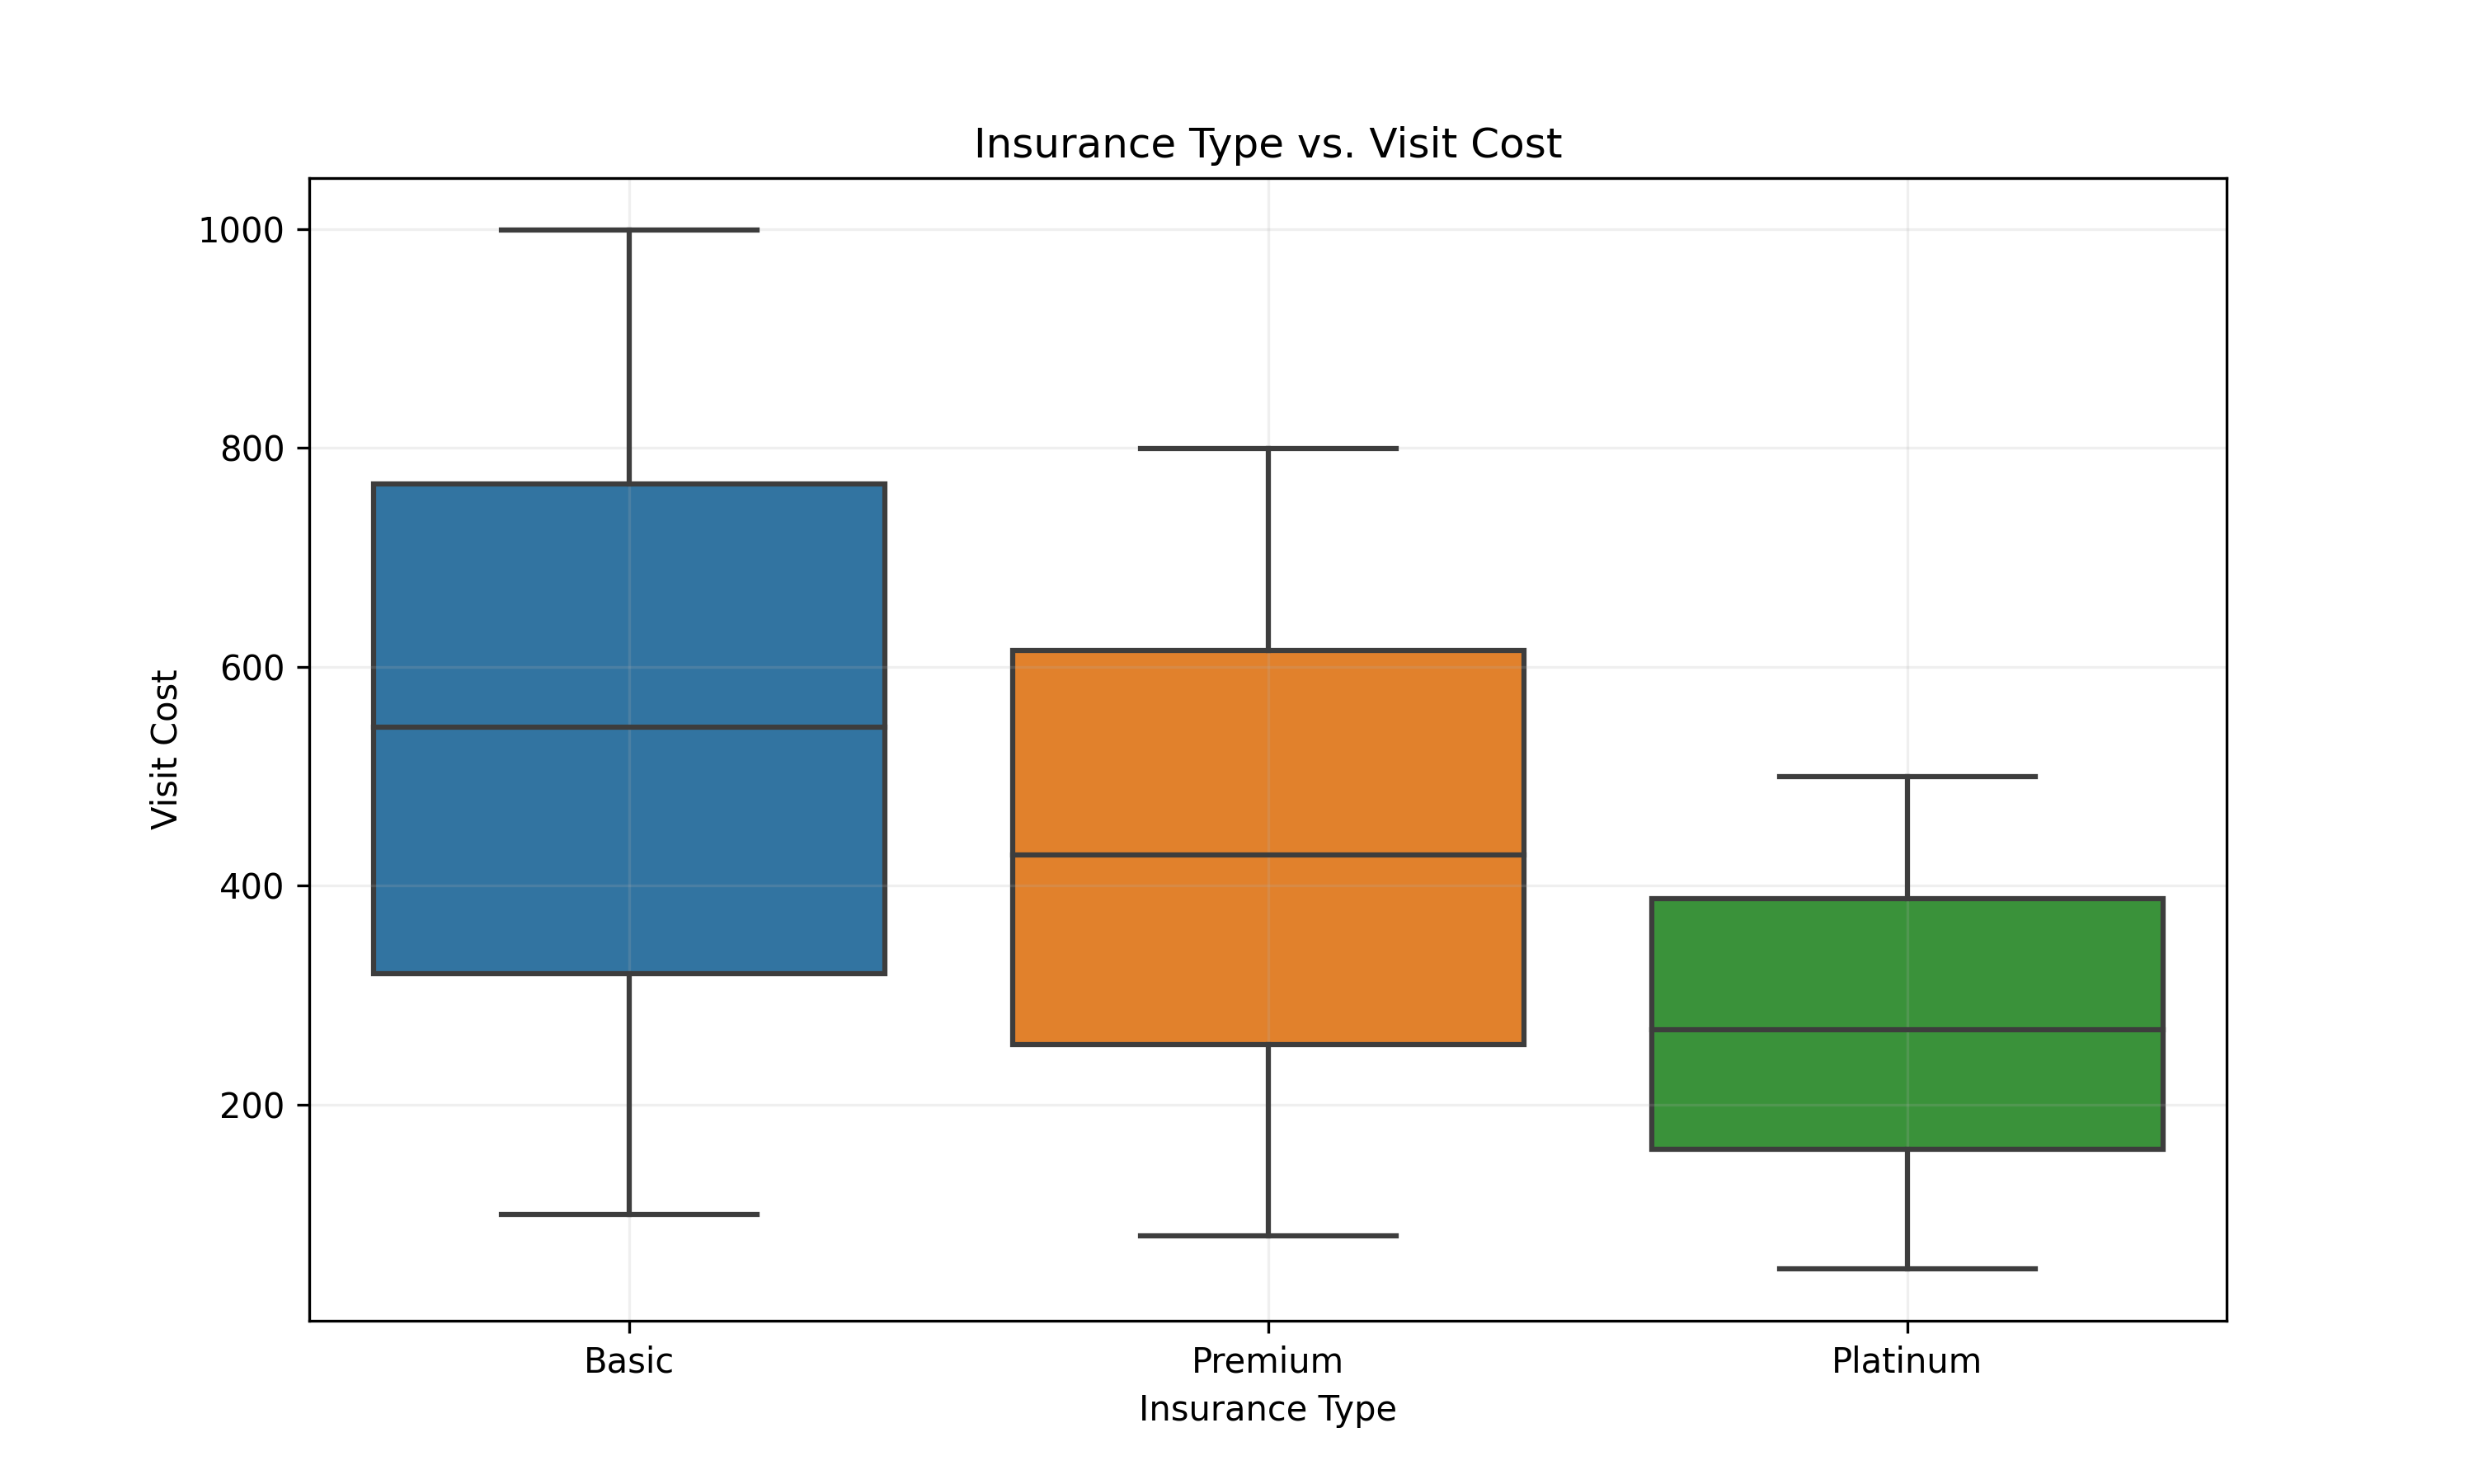 Insurance Type vs. Visit Cost
1000
800
600
400
200
Visit Cost
Basic
Premium
Platinum
Insurance Type